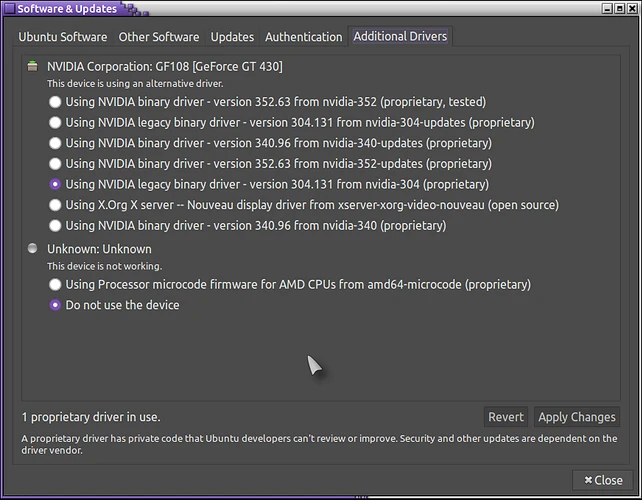 Software & Updates
Ubuntu Software Other Software Updates Authentication Additional Drivers
NVIDIA Corporation: GF108 [GeForce GT 430]
This device is using an alternative driver.
Using NVIDIA binary driver - version 352.63 from nvidia-352 (proprietary, tested)
Using NVIDIA legacy binary driver - version 304.131 from nvidia-304-updates (proprietary)
Using NVIDIA binary driver - version 340.96 from nvidia-340-updates (proprietary)
Using NVIDIA binary driver - version 352.63 from nvidia-352-updates (proprietary)
Using NVIDIA legacy binary driver - version 304.131 from nvidia-304 (proprietary)
Using X.Org X server -- Nouveau display driver from xserver-xorg-video-nouveau (open source)
Using NVIDIA binary driver - version 340.96 from nvidia-340 (proprietary)
Unknown: Unknown
This device is not working.
Using Processor microcode firmware for AMD CPUs from amd64-microcode (proprietary)
Do not use the device
1 proprietary driver in use. Revert Apply Changes
A proprietary driver has private code that Ubuntu developers can't review or improve. Security and other updates are dependent on the
driver vendor.
Close